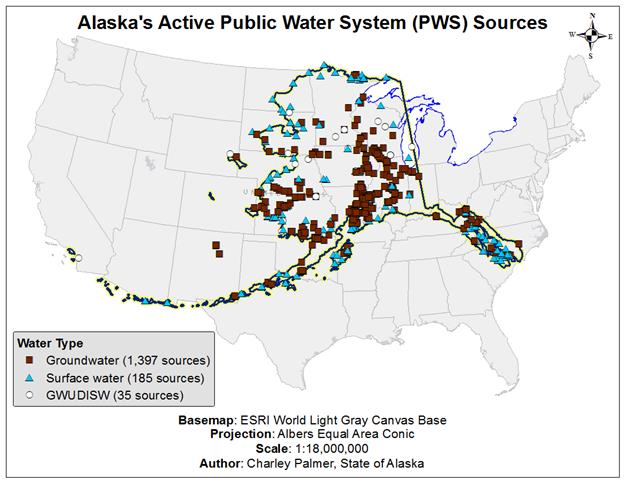 Alaska's Active Public Water System (PWS) Sources
N
W E
S
Water Type
Groundwater (1,397 sources)
Surface water (185 sources)
GWUDISW (35 sources)
Basemap: ESRI World Light Gray Canvas Base
Projection: Albers Equal Area Conic
Scale: 1:18,000,000
Author: Charley Palmer, State of Alaska